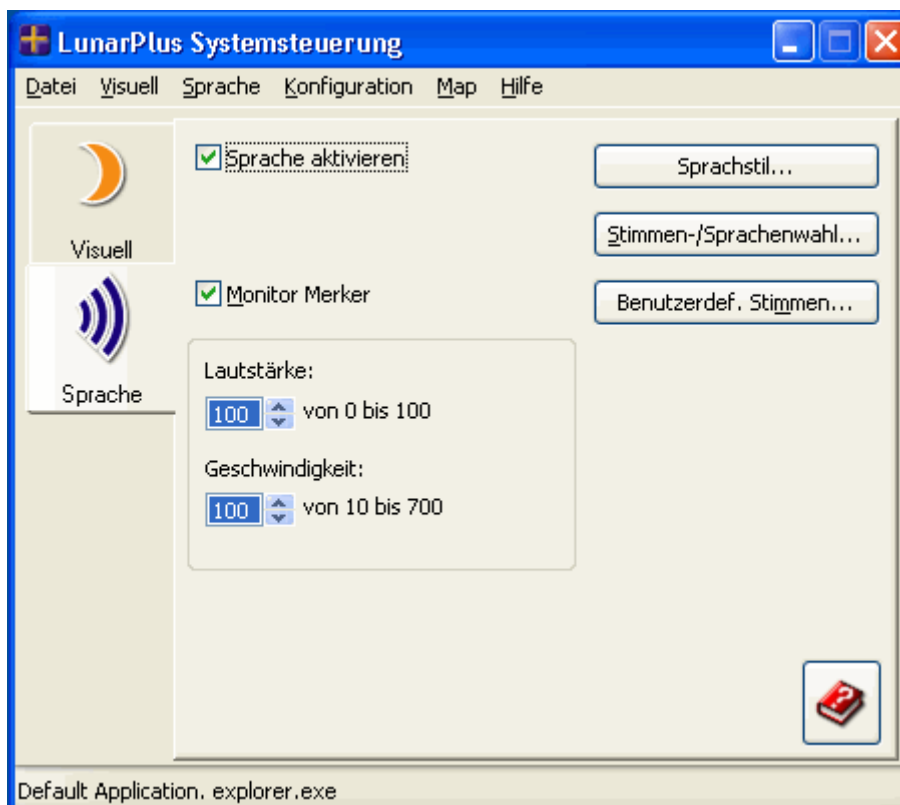 LunarPlus Systemsteuerung
Datei Visuell Sprache Konfiguration Map Hilfe
Visuell
Sprache
Sprache aktivieren
Monitor Merker
Lautstärke:
100 von 0 bis 100
Geschwindigkeit:
100 von 10 bis 700
Sprachstil...
Stimmen-/Sprachenwahl...
Benutzerdef. Stimmen...
?
Default Application. explorer.exe